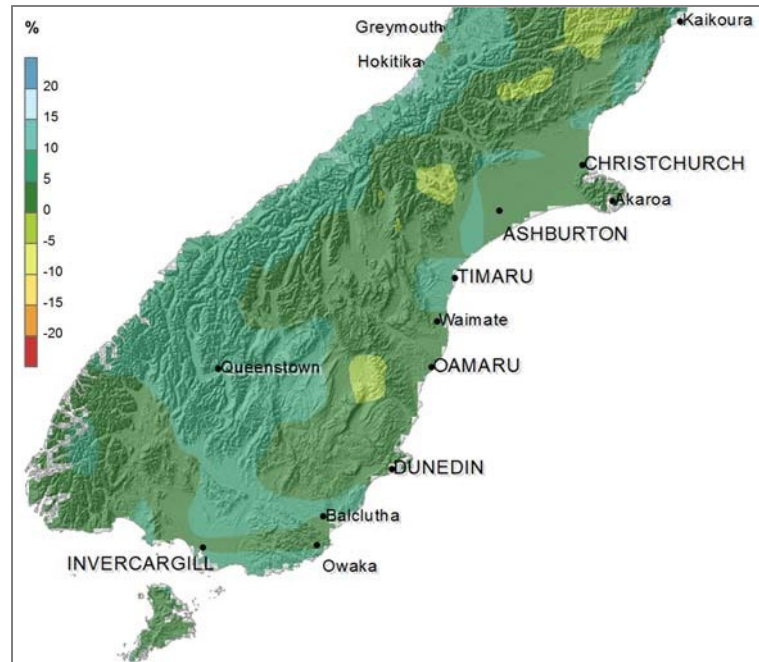 %
20
15
10
5
0
-5
-10
-15
-20
Greymouth
Kaikoura
Hokitika
CHRISTCHURCH
Akaroa
ASHBURTON
TIMARU
Waimate
Queenstown
OAMARU
DUNEDIN
Balclutha
INVERCARGILL
Owaka